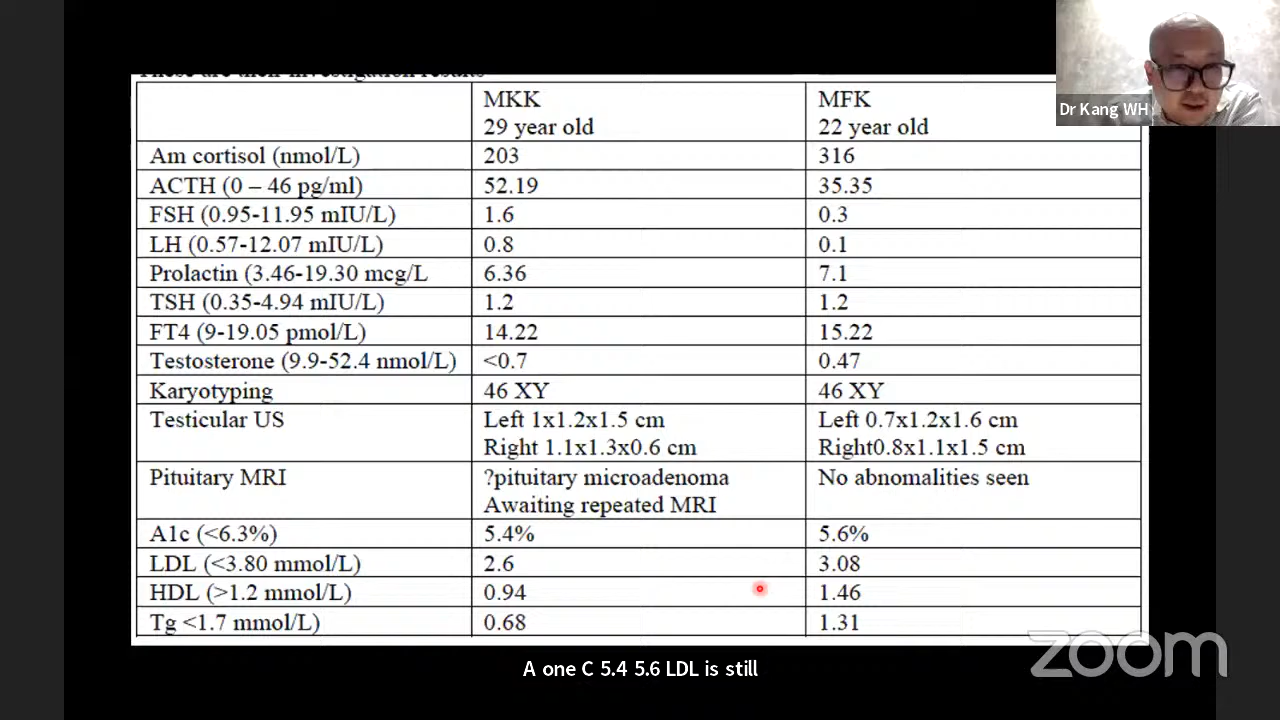 These are their investigation results
MKK
29 year old
MFK
22 year old
Am cortisol (nmol/L) 203 316
ACTH (0 – 46 pg/ml) 52.19 35.35
FSH (0.95-11.95 mIU/L) 1.6 0.3
LH (0.57-12.07 mIU/L) 0.8 0.1
Prolactin (3.46-19.30 mcg/L 6.36 7.1
TSH (0.35-4.94 mIU/L) 1.2 1.2
FT4 (9-19.05 pmol/L) 14.22 15.22
Testosterone (9.9-52.4 nmol/L) <0.7 0.47
Karyotyping 46 XY 46 XY
Testicular US
Left 1x1.2x1.5 cm
Right 1.1x1.3x0.6 cm
Left 0.7x1.2x1.6 cm
Right0.8x1.1x1.5 cm
Pituitary MRI
?pituitary microadenoma
Awaiting repeated MRI
No abnomalities seen
A1c (<6.3%) 5.4% 5.6%
LDL (<3.80 mmol/L) 2.6 3.08
HDL (>1.2 mmol/L) 0.94 1.46
Tg <1.7 mmol/L) 0.68 1.31
Dr Kang WH
zoom
A one C 5.4 5.6 LDL is still